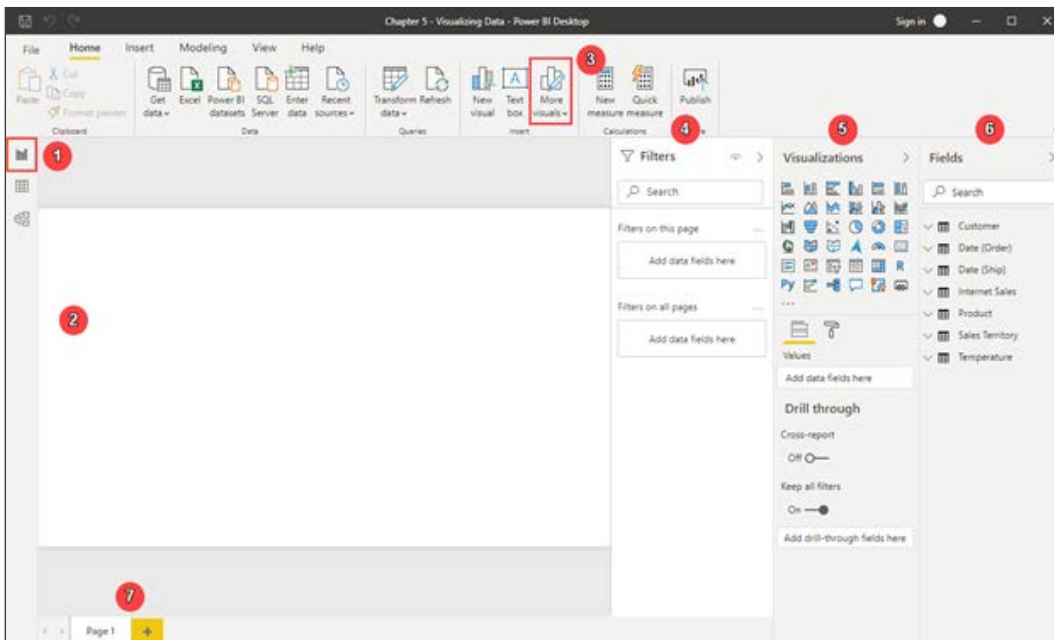 Chapter 5 - Visualizing Data - Power BI Desktop
Sign in
File Home Insert Modeling View Help
Paste
Cut
Copy
Format painter
Get data
Excel
Power BI datasets
SQL Server
Enter data
Recent sources
Transform data
Refresh
New visual
Text box
More visuals
3
New measure
Quick measure
Publish
Clipboard
Data
Queries
Insert
Calculations
4
5
6
1
2
Filters
Search
Filters on this page
...
Add data fields here
Filters on all pages
...
Add data fields here
Visualizations
R
Py
...
Values
Add data fields here
Drill through
Cross-report
Off
Keep all filters
On
Add drill-through fields here
Fields
Search
Customer
Date (Order)
Date (Ship)
Internet Sales
Product
Sales Territory
Temperature
7
Page 1
+